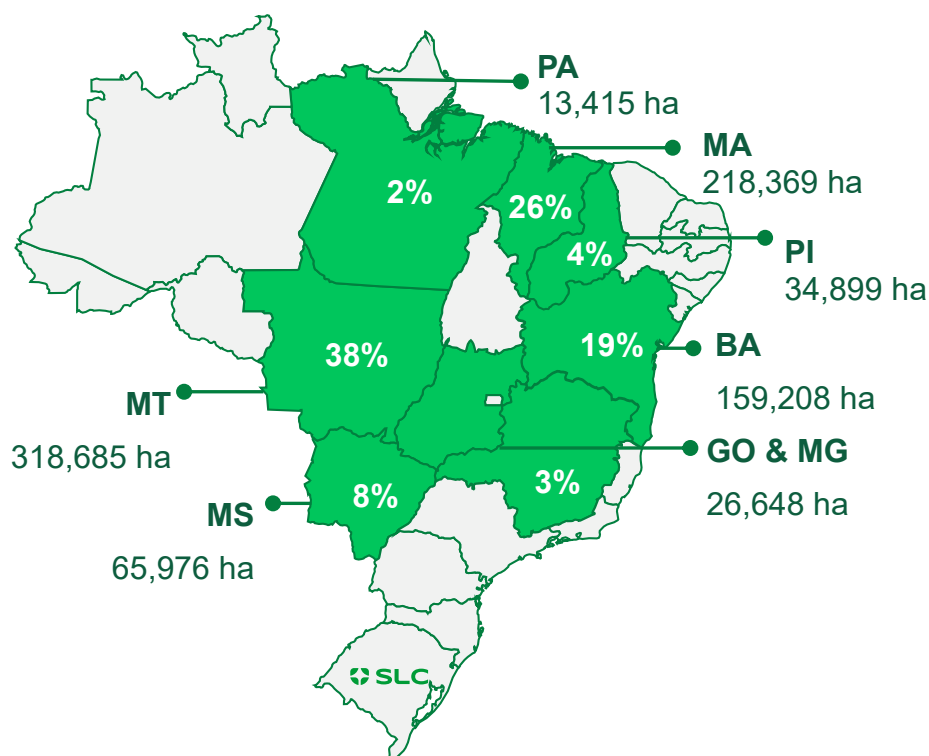 PA
13,415 ha
MA
218,369 ha
2%
26%
4%
PI
34,899 ha
38%
19%
BA
159,208 ha
MT
318,685 ha
GO & MG
26,648 ha
3%
8%
MS
65,976 ha
SLC